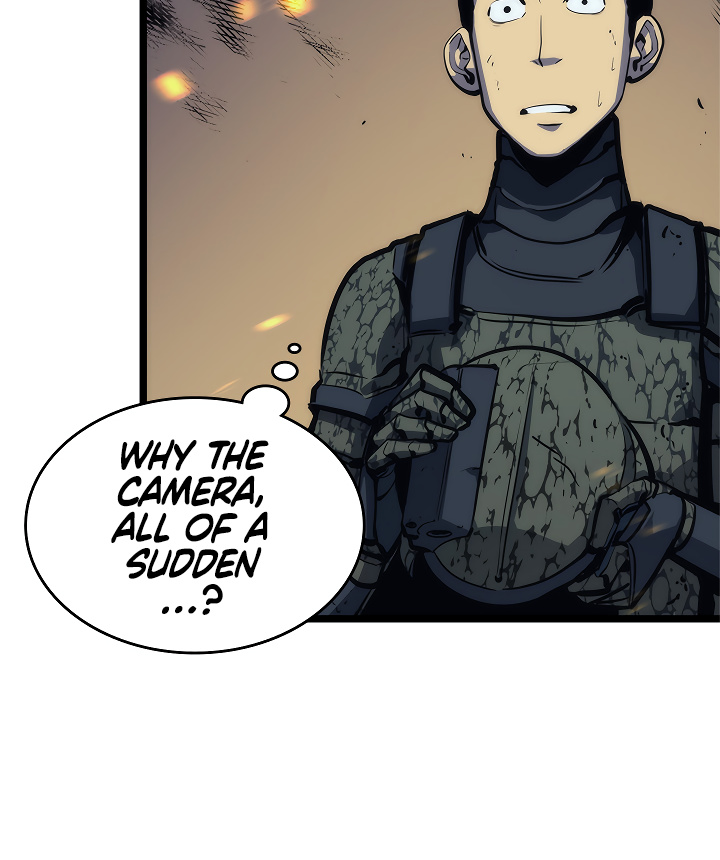 WHY THE
CAMERA,
ALL OF A
SUDDEN
...?